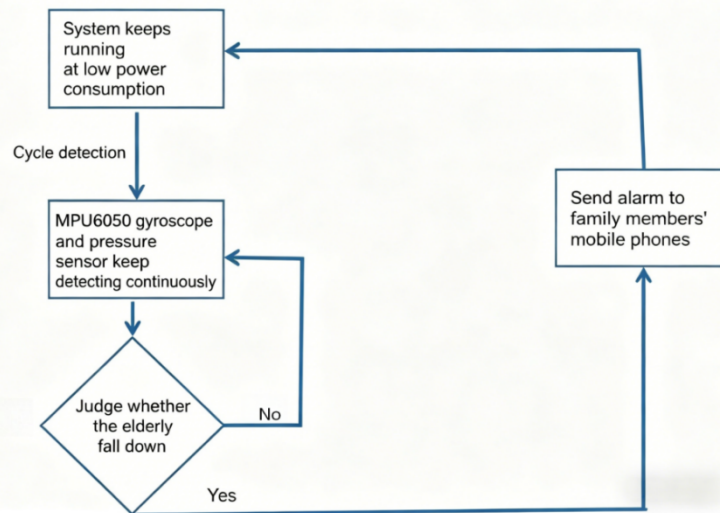 System keeps
running
at low power
consumption
Cycle detection
MPU6050 gyroscope
and pressure
sensor keep
detecting continuously
Send alarm to
family members'
mobile phones
Judge whether
the elderly
fall down
No
Yes